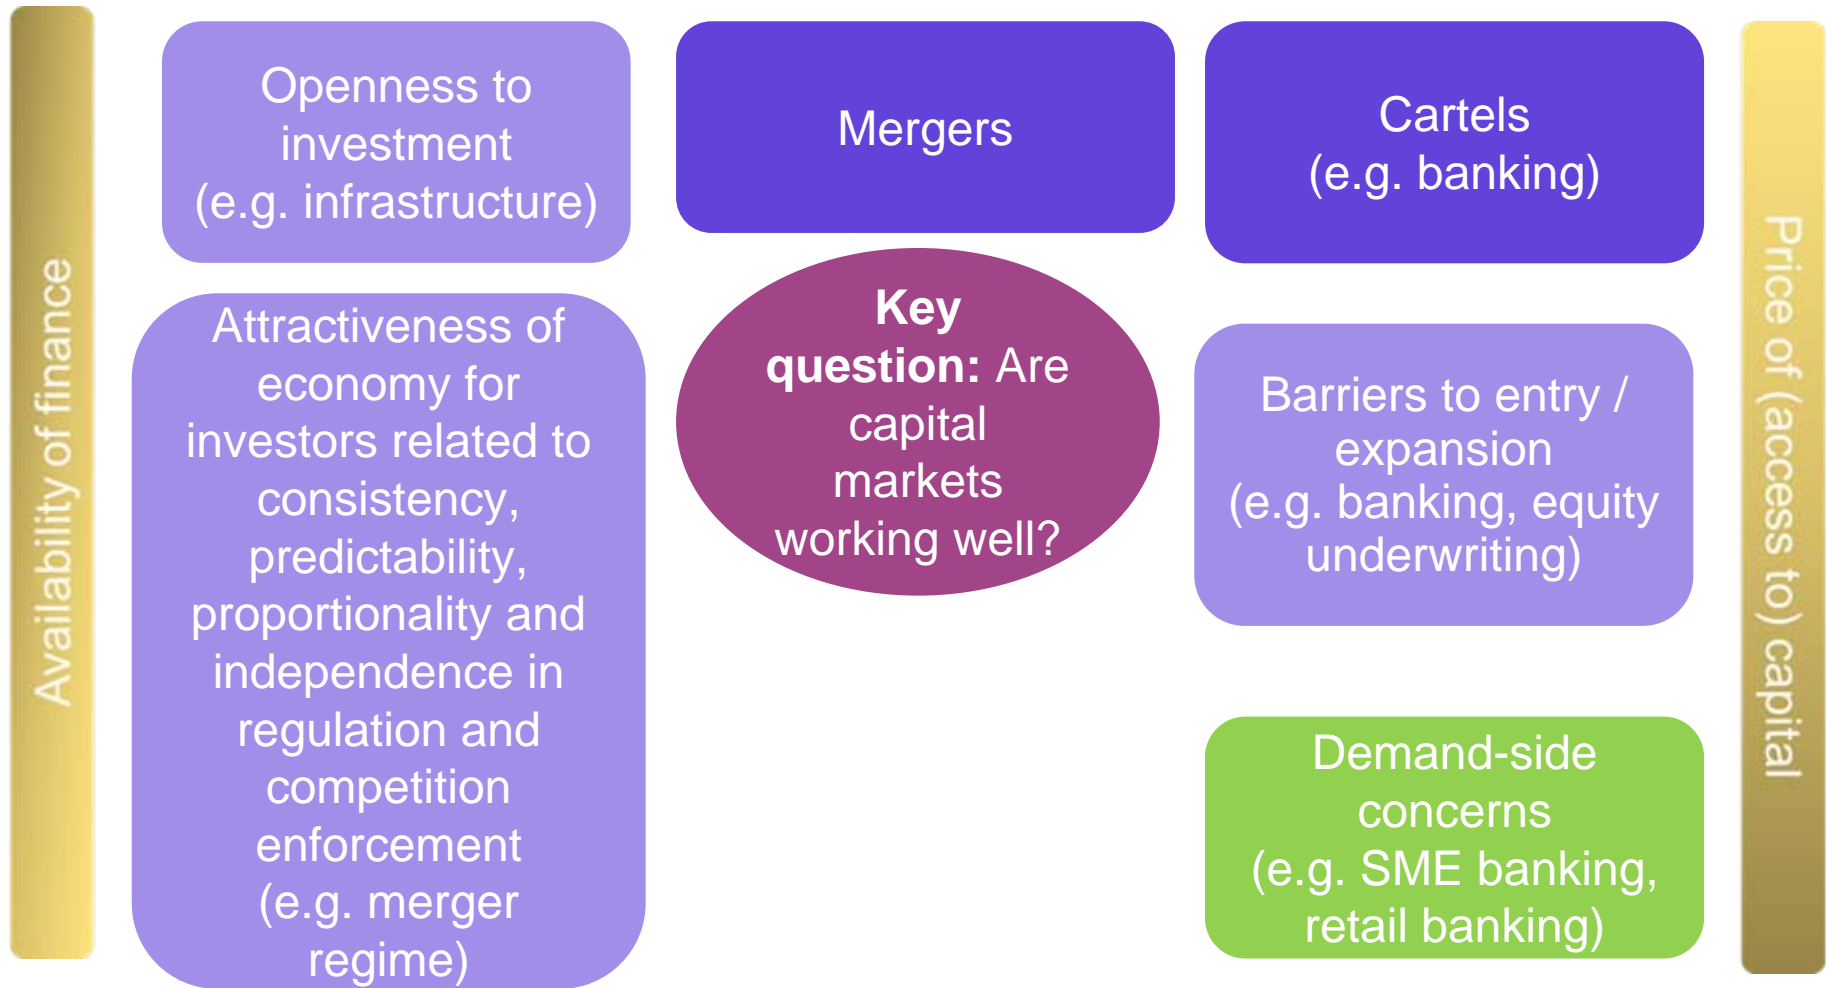 Availability of finance
Openness to
investment
(e.g. infrastructure)
Attractiveness of
economy for
investors related to
consistency,
predictability,
proportionality and
independence in
regulation and
competition
enforcement
(e.g. merger
regime)
Mergers
Key
question: Are
capital
markets
working well?
Cartels
(e.g. banking)
Barriers to entry /
expansion
(e.g. banking, equity
underwriting)
Demand-side
concerns
(e.g. SME banking,
retail banking)
Price of (access to) capital